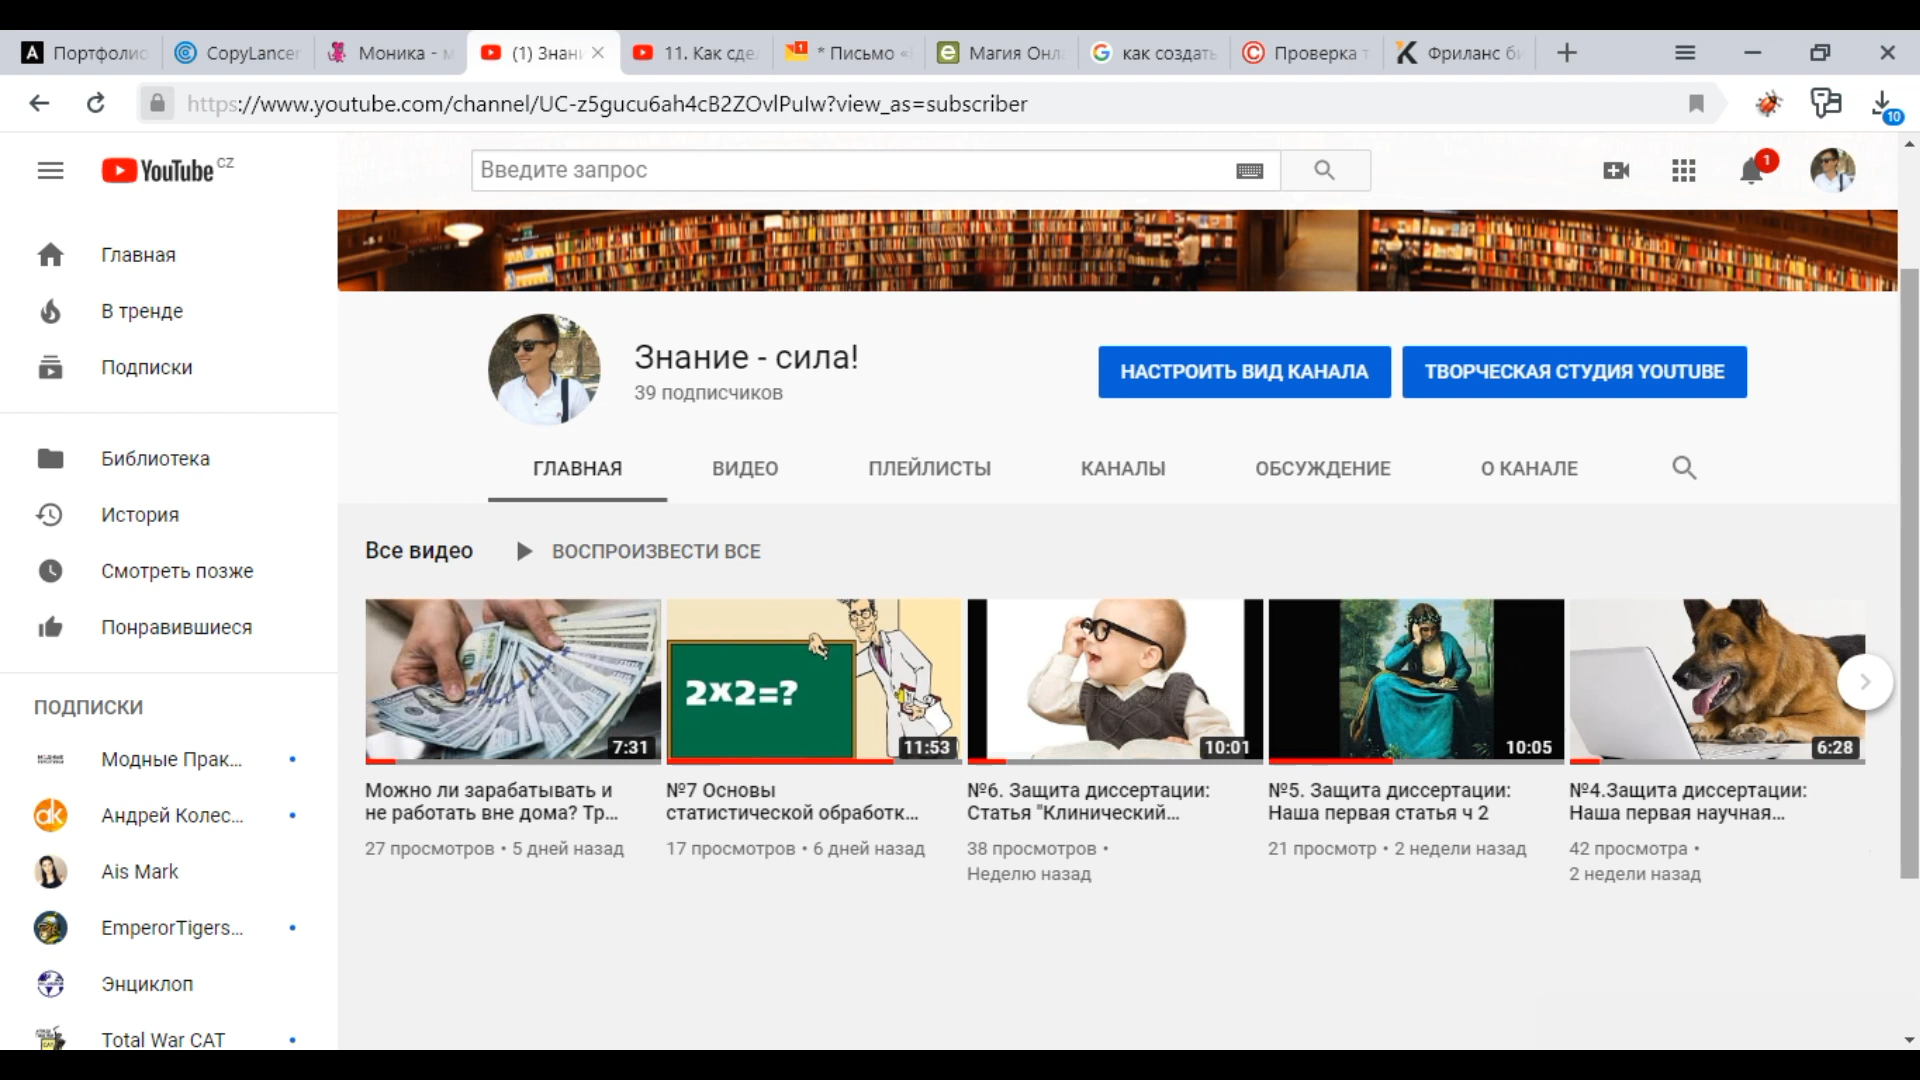 Портфолио
CopyLancer
Моника - м
(1) Знани
11. Как сде
* Письмо «
Магия Онл
как создать
Проверка т
Фриланс би
https://www.youtube.com/channel/UC-z5gucu6ah4cB2ZOvlPuIw?view_as=subscriber
10
YouTube CZ
Введите запрос
1
Главная
В тренде
Подписки
Библиотека
История
Смотреть позже
Понравившиеся
ПОДПИСКИ
Модные Прак...
Андрей Колес...
Ais Mark
EmperorTigers...
Энциклоп
Total War CAT
Знание - сила!
39 подписчиков
НАСТРОИТЬ ВИД КАНАЛА
ТВОРЧЕСКАЯ СТУДИЯ YOUTUBE
ГЛАВНАЯ
ВИДЕО
ПЛЕЙЛИСТЫ
КАНАЛЫ
ОБСУЖДЕНИЕ
О КАНАЛЕ
Все видео
ВОСПРОИЗВЕСТИ ВСЕ
7:31
Можно ли зарабатывать и
не работать вне дома? Тр...
27 просмотров • 5 дней назад
2x2=?
11:53
№7 Основы
статистической обработк...
17 просмотров • 6 дней назад
10:01
№6. Защита диссертации:
Статья "Клинический...
38 просмотров •
Неделю назад
10:05
№5. Защита диссертации:
Наша первая статья ч 2
21 просмотр • 2 недели назад
6:28
№4.Защита диссертации:
Наша первая научная...
42 просмотра •
2 недели назад